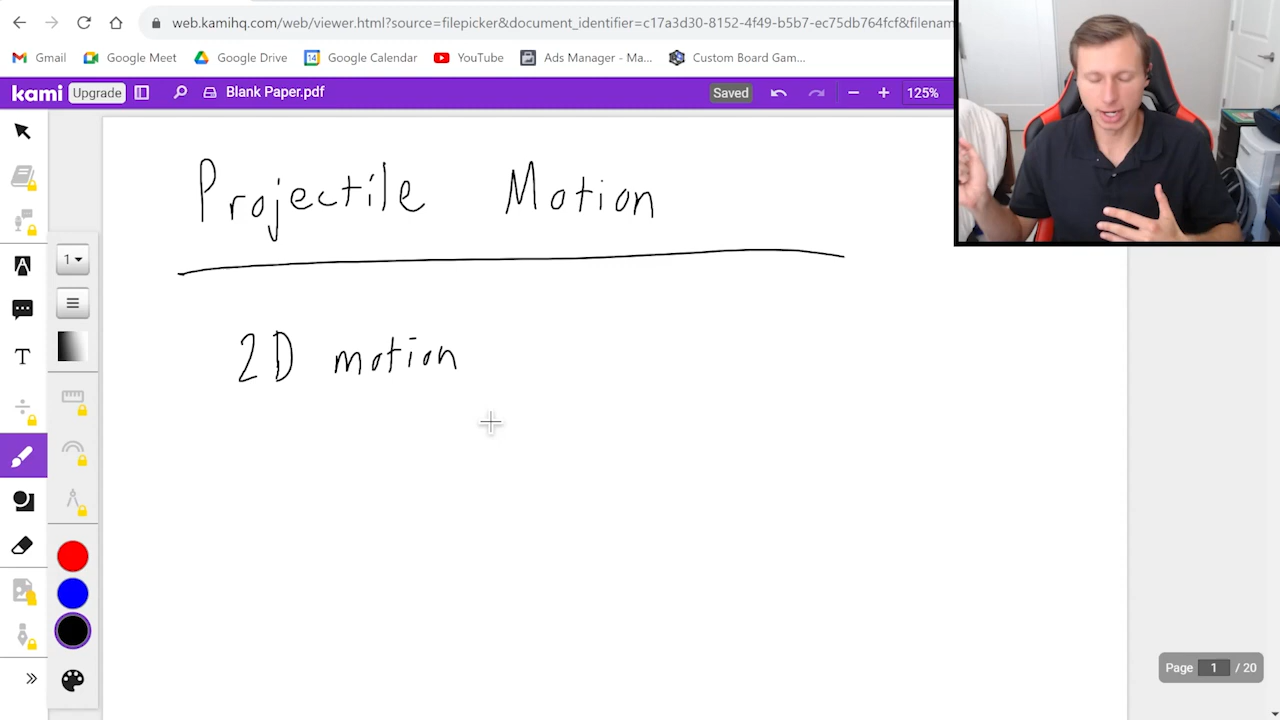 web.kamihq.com/web/viewer.html?source=filepicker&document_identifier=c17a3d30-8152-4f49-b5b7-ec75db764fcf&filenam
Gmail Google Meet Google Drive 14 Google Calendar YouTube Ads Manager - Ma... Custom Board Gam...
kami Upgrade Blank Paper.pdf Saved 125%
Projectile Motion
1
2D motion
T
Page 1 / 20